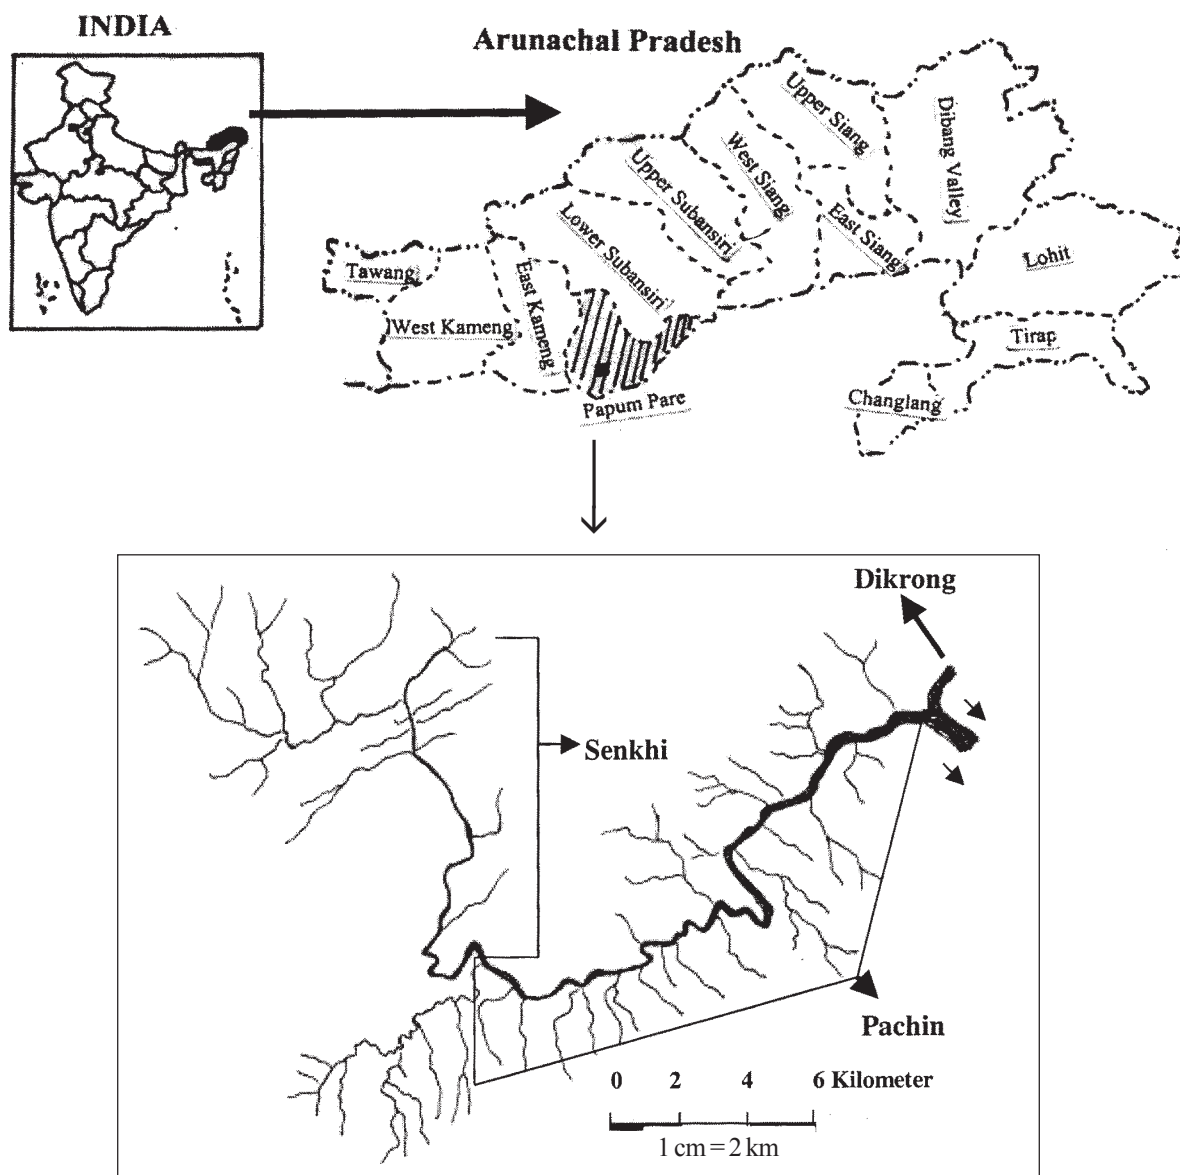 INDIA
Arunachal Pradesh
Upper Siang
Dibang Valley
West Siang
Upper Subansiri
East Siang
Lower Subansiri
Lohit
Tawang
East Kameng
West Kameng
Tirap
Changlang
Papum Pare
Dikrong
Senkhi
Pachin
0 2 4 6 Kilometer
1 cm = 2 km